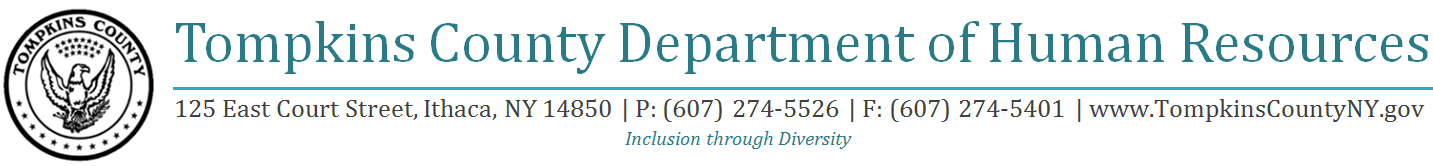 TOMPKINS COUNTY
Tompkins County Department of Human Resources
125 East Court Street, Ithaca, NY 14850 | P: (607) 274-5526 | F: (607) 274-5401 | www.TompkinsCountyNY.gov
Inclusion through Diversity